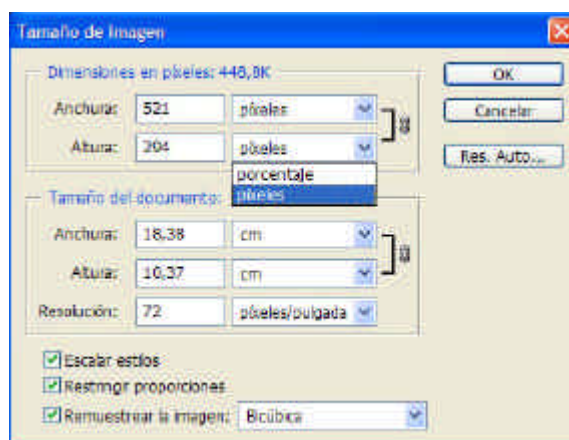 Tamaño de Imagen
Dimensiones en píxeles: 448,8K
OK
Anchura: 521 píxeles
Cancelar
Altura: 294 píxeles
Res. Auto...
porcentaje
píxeles
Tamaño del documento:
Anchura: 18,38 cm
Altura: 10,37 cm
Resolución: 72 píxeles/pulgada
Escalar estilos
Restringir proporciones
Remuestrear la imagen: Bicúbica